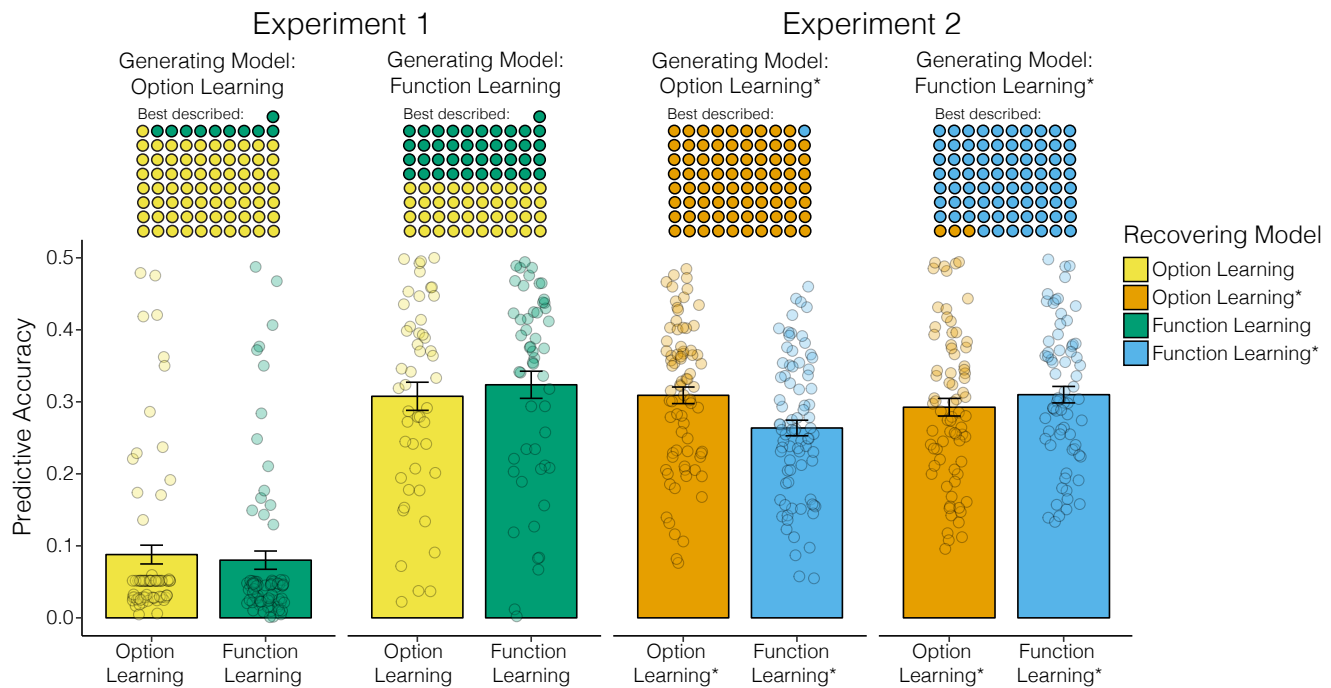 Experiment 1
Experiment 2
Generating Model:
Option Learning
Generating Model:
Function Learning
Generating Model:
Option Learning*
Generating Model:
Function Learning*
Best described:
Best described:
Best described:
Best described:
Predictive Accuracy
0.5
0.4
0.3
0.2
0.1
0.0
Option
Learning
Function
Learning
Option
Learning
Function
Learning
Option
Learning*
Function
Learning*
Option
Learning*
Function
Learning*
Recovering Model
Option Learning
Option Learning*
Function Learning
Function Learning*